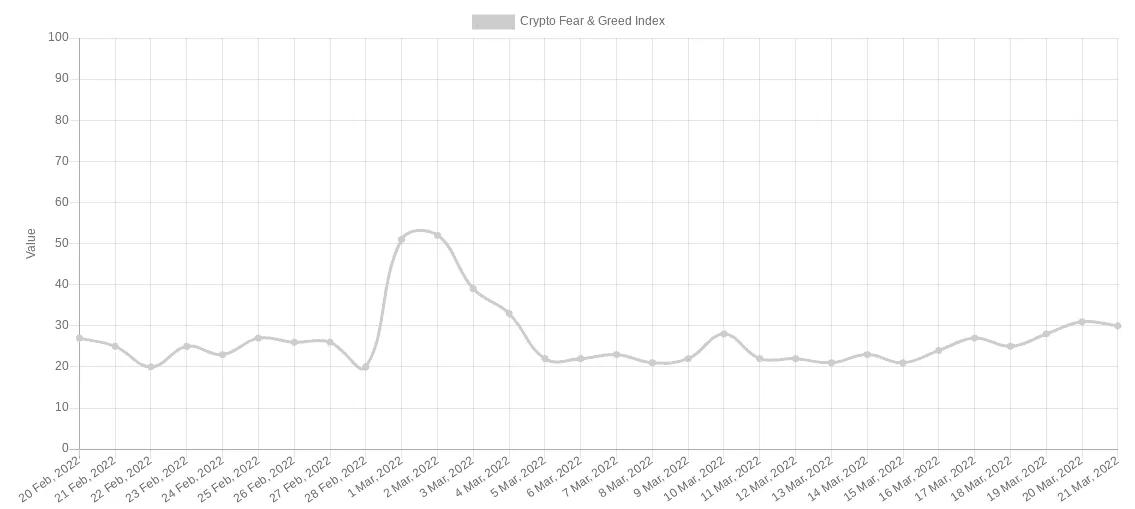 Crypto Fear & Greed Index
100
90
80
70
60
50
40
30
20
10
0
Value
20 Feb, 2022
21 Feb, 2022
22 Feb, 2022
23 Feb, 2022
24 Feb, 2022
25 Feb, 2022
26 Feb, 2022
27 Feb, 2022
28 Feb, 2022
1 Mar, 2022
2 Mar, 2022
3 Mar, 2022
4 Mar, 2022
5 Mar, 2022
6 Mar, 2022
7 Mar, 2022
8 Mar, 2022
9 Mar, 2022
10 Mar, 2022
11 Mar, 2022
12 Mar, 2022
13 Mar, 2022
14 Mar, 2022
15 Mar, 2022
16 Mar, 2022
17 Mar, 2022
18 Mar, 2022
19 Mar, 2022
20 Mar, 2022
21 Mar, 2022